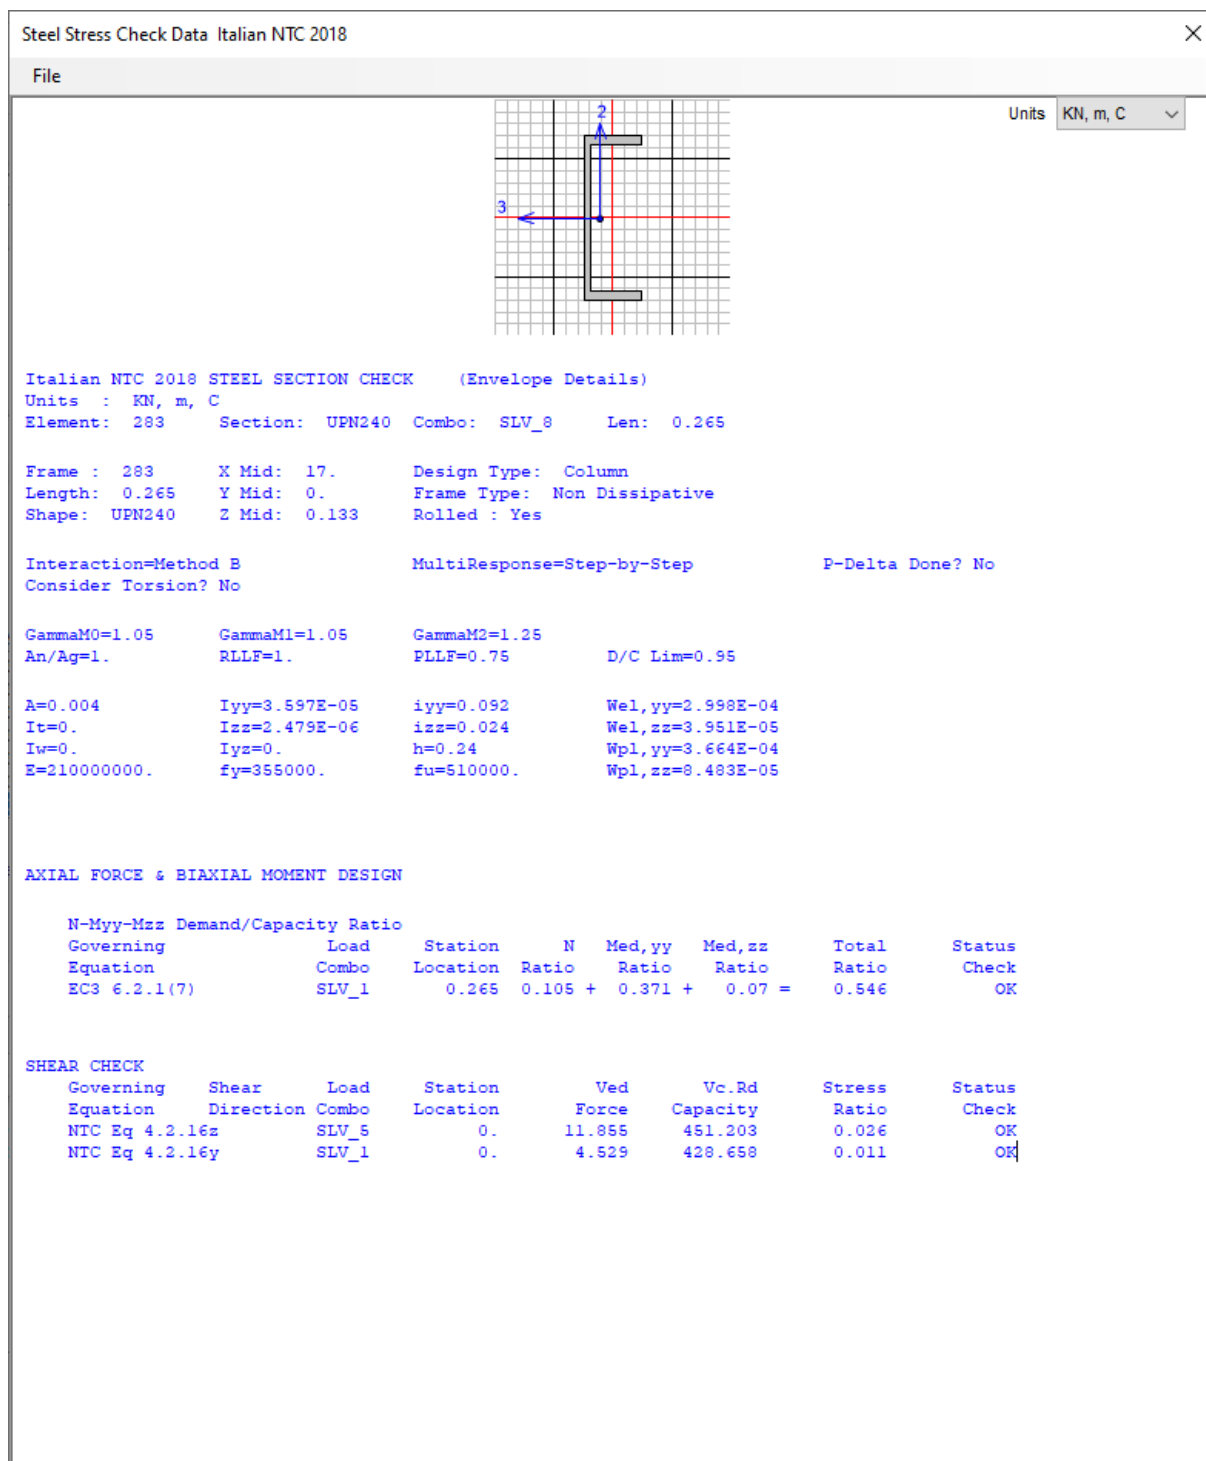 Steel Stress Check Data  Italian NTC 2018
File
Units KN, m, C
2
3
Italian NTC 2018 STEEL SECTION CHECK    (Envelope Details)
Units  :  KN, m, C
Element:  283     Section:  UPN240  Combo:  SLV_8     Len:  0.265
Frame :  283      X Mid:  17.       Design Type:  Column
Length:  0.265    Y Mid:  0.        Frame Type:  Non Dissipative
Shape:  UPN240    Z Mid:  0.133     Rolled : Yes
Interaction=Method B                MultiResponse=Step-by-Step            P-Delta Done? No
Consider Torsion? No
GammaM0=1.05      GammaM1=1.05      GammaM2=1.25
An/Ag=1.          RLLF=1.           PLLF=0.75         D/C Lim=0.95
A=0.004           Iyy=3.597E-05     iyy=0.092         Wel,yy=2.998E-04
It=0.             Izz=2.479E-06     izz=0.024         Wel,zz=3.951E-05
Iw=0.             Iyz=0.            h=0.24            Wpl,yy=3.664E-04
E=210000000.      fy=355000.        fu=510000.        Wpl,zz=8.483E-05
AXIAL FORCE & BIAXIAL MOMENT DESIGN
N-Myy-Mzz Demand/Capacity Ratio
Governing               Load     Station      N   Med,yy   Med,zz      Total      Status
Equation                Combo    Location  Ratio    Ratio    Ratio      Ratio       Check
EC3 6.2.1(7)            SLV_1       0.265  0.105 +  0.371 +   0.07 =    0.546          OK
SHEAR CHECK
Governing    Shear      Load     Station         Ved       Vc.Rd      Stress      Status
Equation     Direction Combo    Location       Force    Capacity       Ratio       Check
NTC Eq 4.2.16z         SLV_5          0.      11.855     451.203       0.026          OK
NTC Eq 4.2.16y         SLV_1          0.       4.529     428.658       0.011          OK